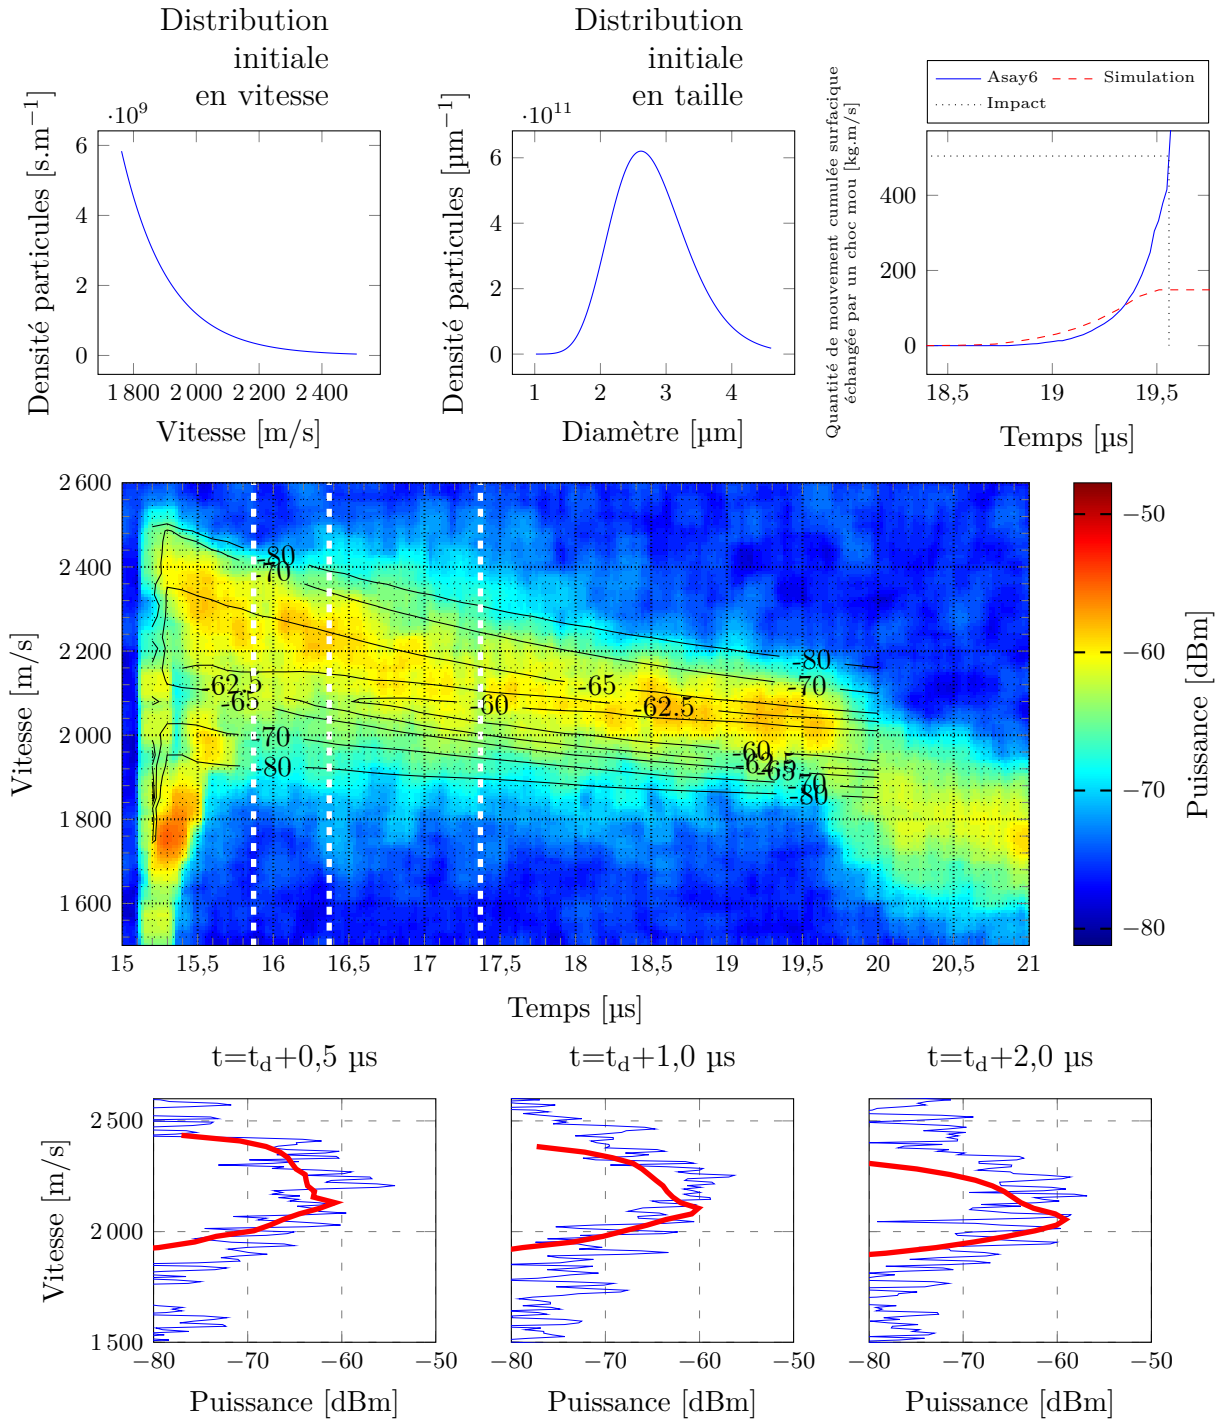 Distribution
initiale
en vitesse
·10⁹
Densité particules [s.m⁻¹]
6
4
2
0
1 800 2 000 2 200 2 400
Vitesse [m/s]
Distribution
initiale
en taille
·10¹¹
Densité particules [µm⁻¹]
6
4
2
0
1 2 3 4
Diamètre [µm]
Asay6 Simulation
Impact
Quantité de mouvement cumulée surfacique
échangée par un choc mou [kg.m/s]
400
200
0
18,5 19 19,5
Temps [µs]
Vitesse [m/s]
2 600
2 400
2 200
2 000
1 800
1 600
-80
-70
-62.5
-65
-70
-80
-60
-65
-62.5
-80
-70
-60
-62.5
-65
-70
-80
15 15,5 16 16,5 17 17,5 18 18,5 19 19,5 20 20,5 21
Temps [µs]
−50
−60
−70
−80
Puissance [dBm]
t=t_d+0,5 µs
t=t_d+1,0 µs
t=t_d+2,0 µs
Vitesse [m/s]
2 500
2 000
1 500
−80 −70 −60 −50
Puissance [dBm]
−80 −70 −60 −50
Puissance [dBm]
−80 −70 −60 −50
Puissance [dBm]